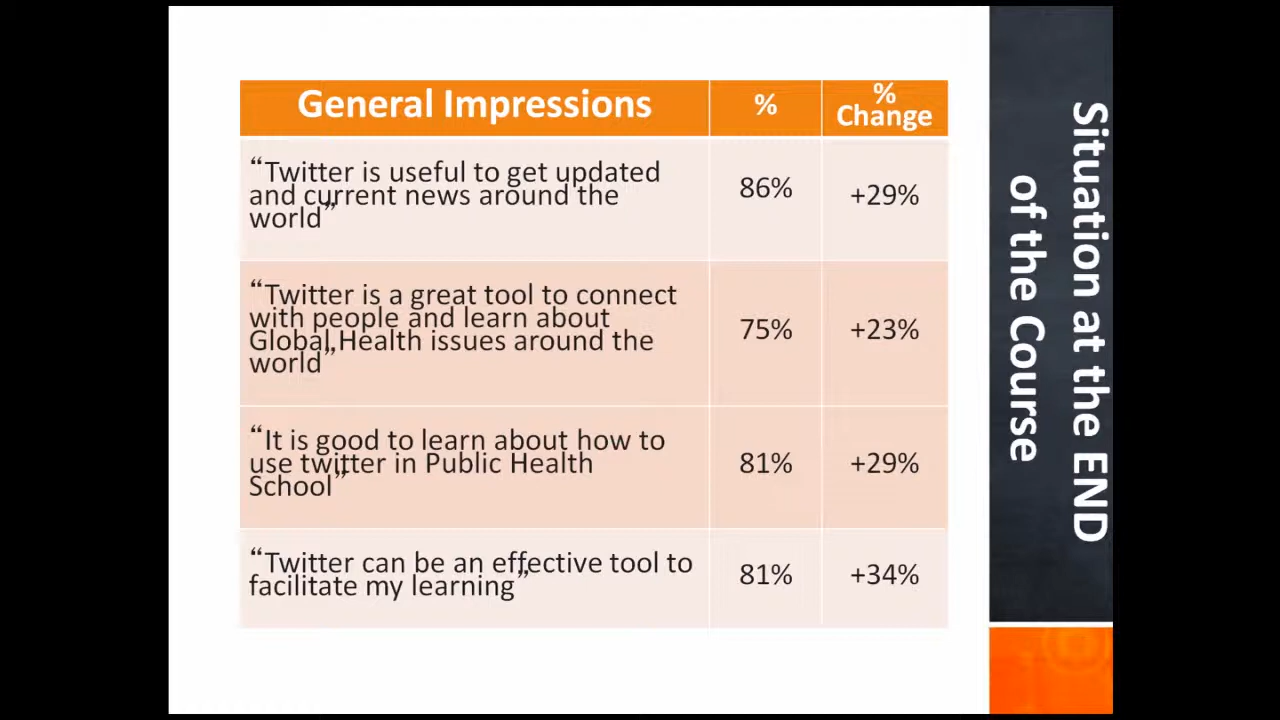 General Impressions
%
% Change
“Twitter is useful to get updated
and current news around the
world”
86%
+29%
“Twitter is a great tool to connect
with people and learn about
Global Health issues around the
world”
75%
+23%
“It is good to learn about how to
use twitter in Public Health
School”
81%
+29%
“Twitter can be an effective tool to
facilitate my learning”
81%
+34%
Situation at the END
of the Course